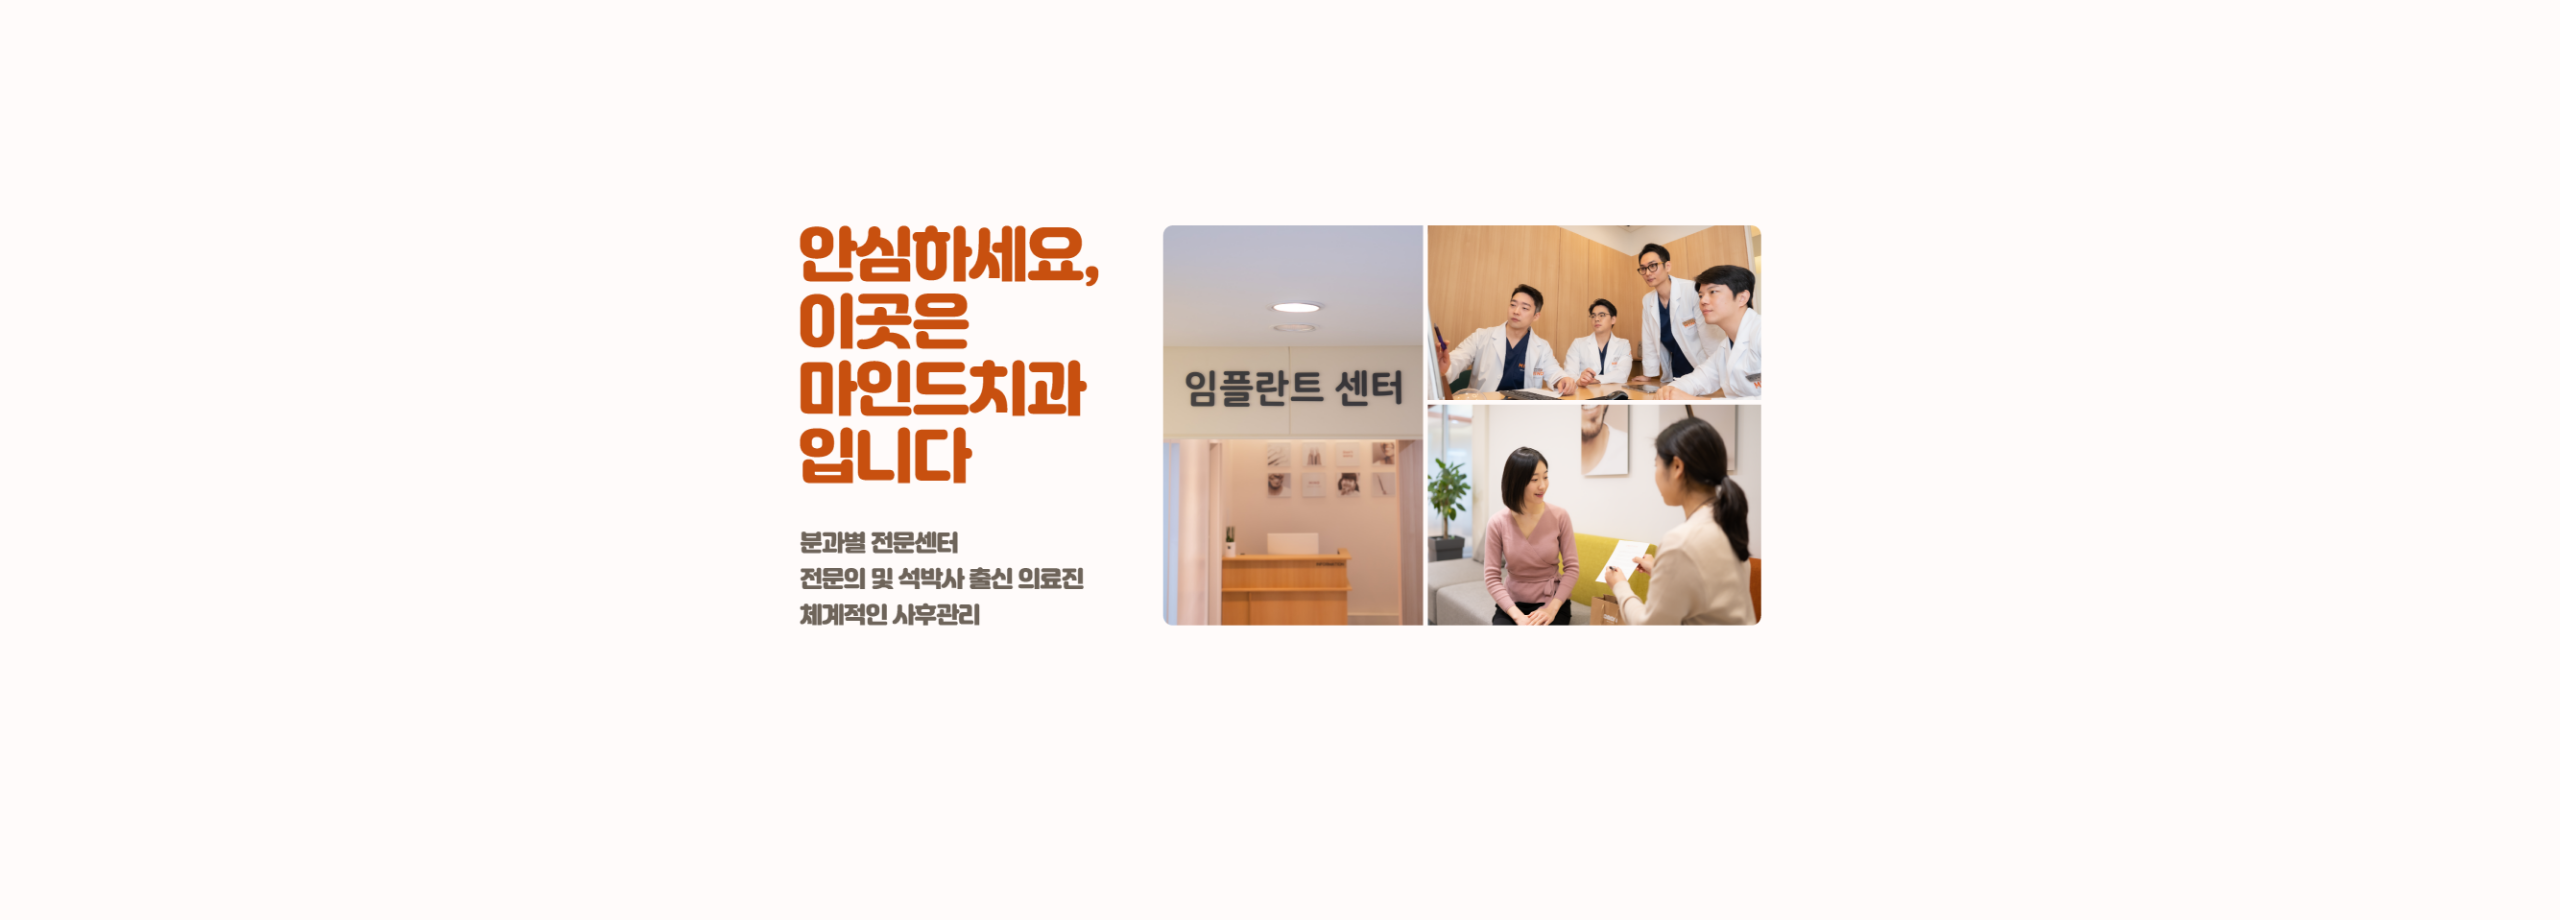 안심하세요,
이곳은
마인드치과
입니다
분과별 전문센터
전문의 및 석박사 출신 의료진
체계적인 사후관리
임플란트 센터